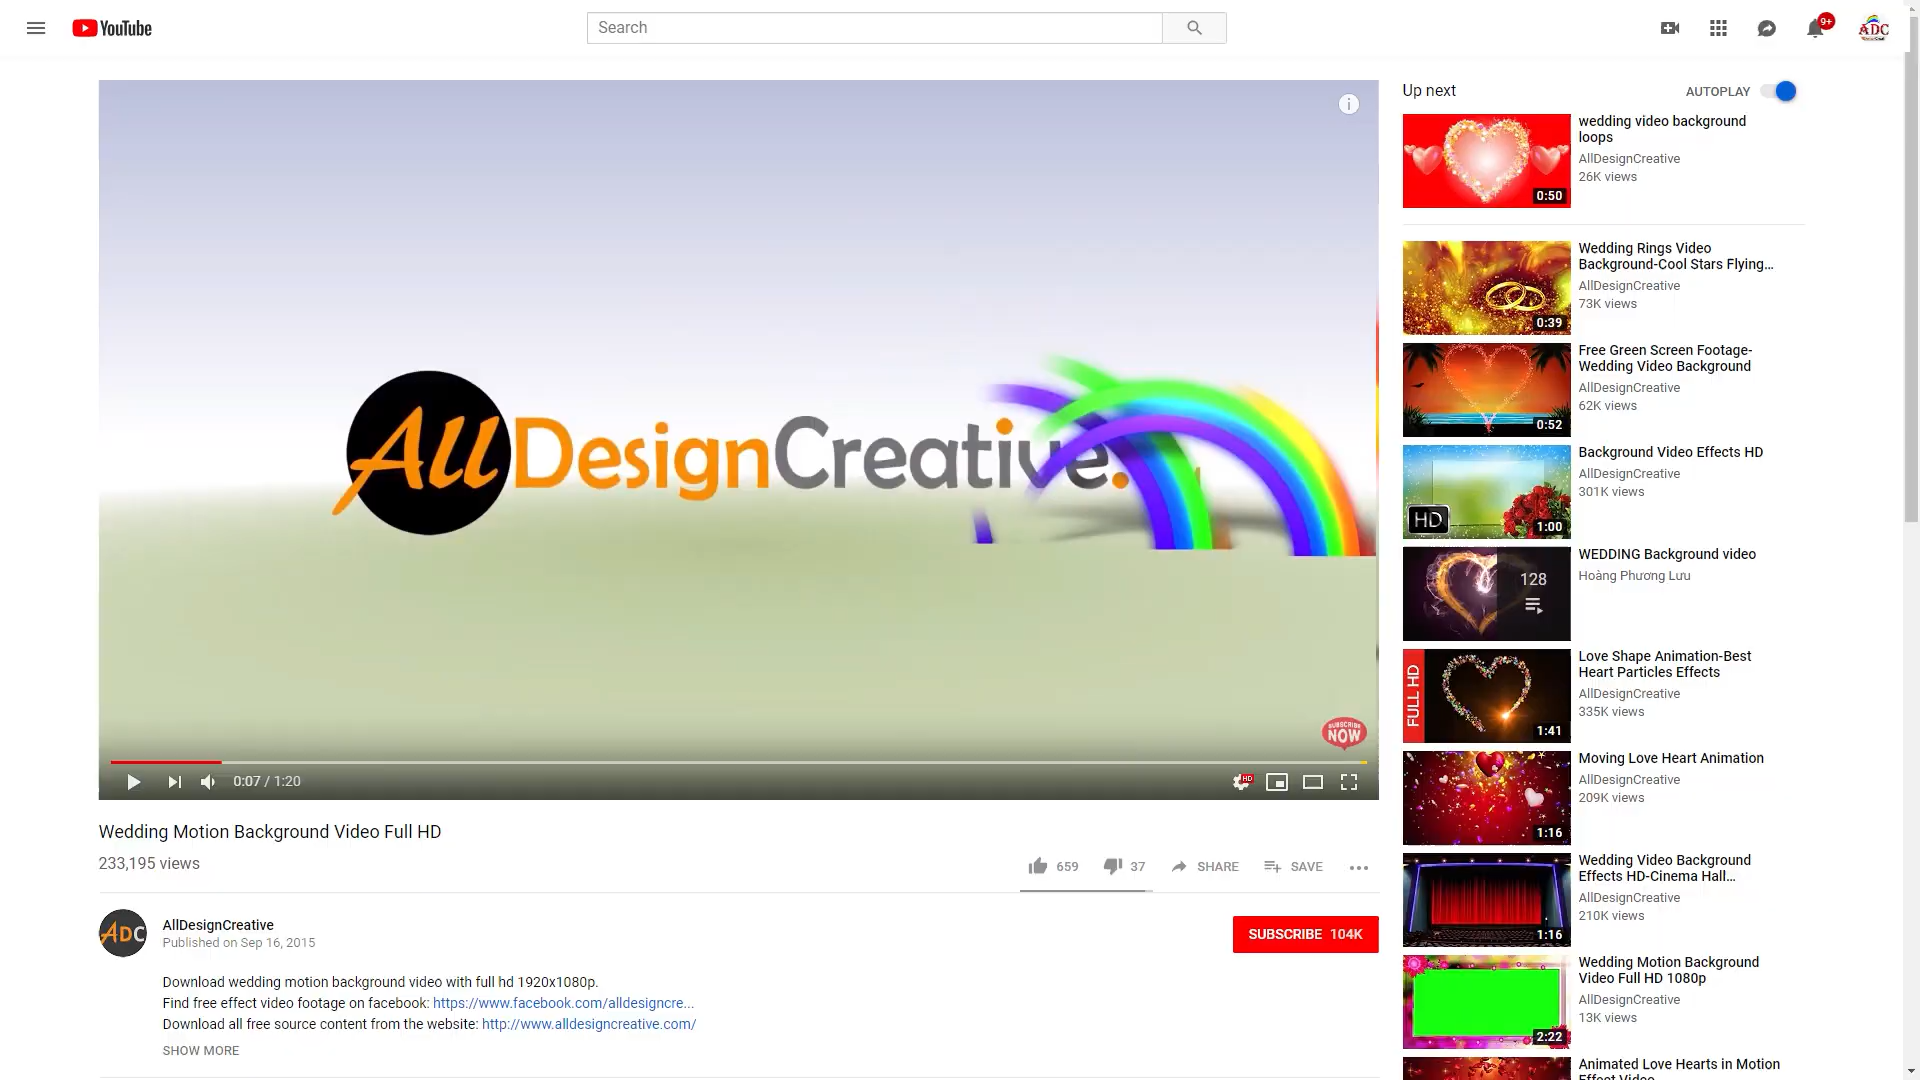 YouTube
Search
9+
ADC
AllDesignCreative.
SUBSCRIBE
NOW
0:07 / 1:20
HD
Wedding Motion Background Video Full HD
233,195 views
659
37
SHARE
SAVE
ADC
AllDesignCreative
Published on Sep 16, 2015
SUBSCRIBE 104K
Download wedding motion background video with full hd 1920x1080p.
Find free effect video footage on facebook: https://www.facebook.com/alldesigncre...
Download all free source content from the website: http://www.alldesigncreative.com/
SHOW MORE
Up next
AUTOPLAY
0:50
wedding video background
loops
AllDesignCreative
26K views
0:39
Wedding Rings Video
Background-Cool Stars Flying...
AllDesignCreative
73K views
0:52
Free Green Screen Footage-
Wedding Video Background
AllDesignCreative
62K views
HD
1:00
Background Video Effects HD
AllDesignCreative
301K views
128
WEDDING Background video
Hoàng Phương Lưu
FULL HD
1:41
Love Shape Animation-Best
Heart Particles Effects
AllDesignCreative
335K views
1:16
Moving Love Heart Animation
AllDesignCreative
209K views
1:16
Wedding Video Background
Effects HD-Cinema Hall...
AllDesignCreative
210K views
2:22
Wedding Motion Background
Video Full HD 1080p
AllDesignCreative
13K views
Animated Love Hearts in Motion
Effect Video